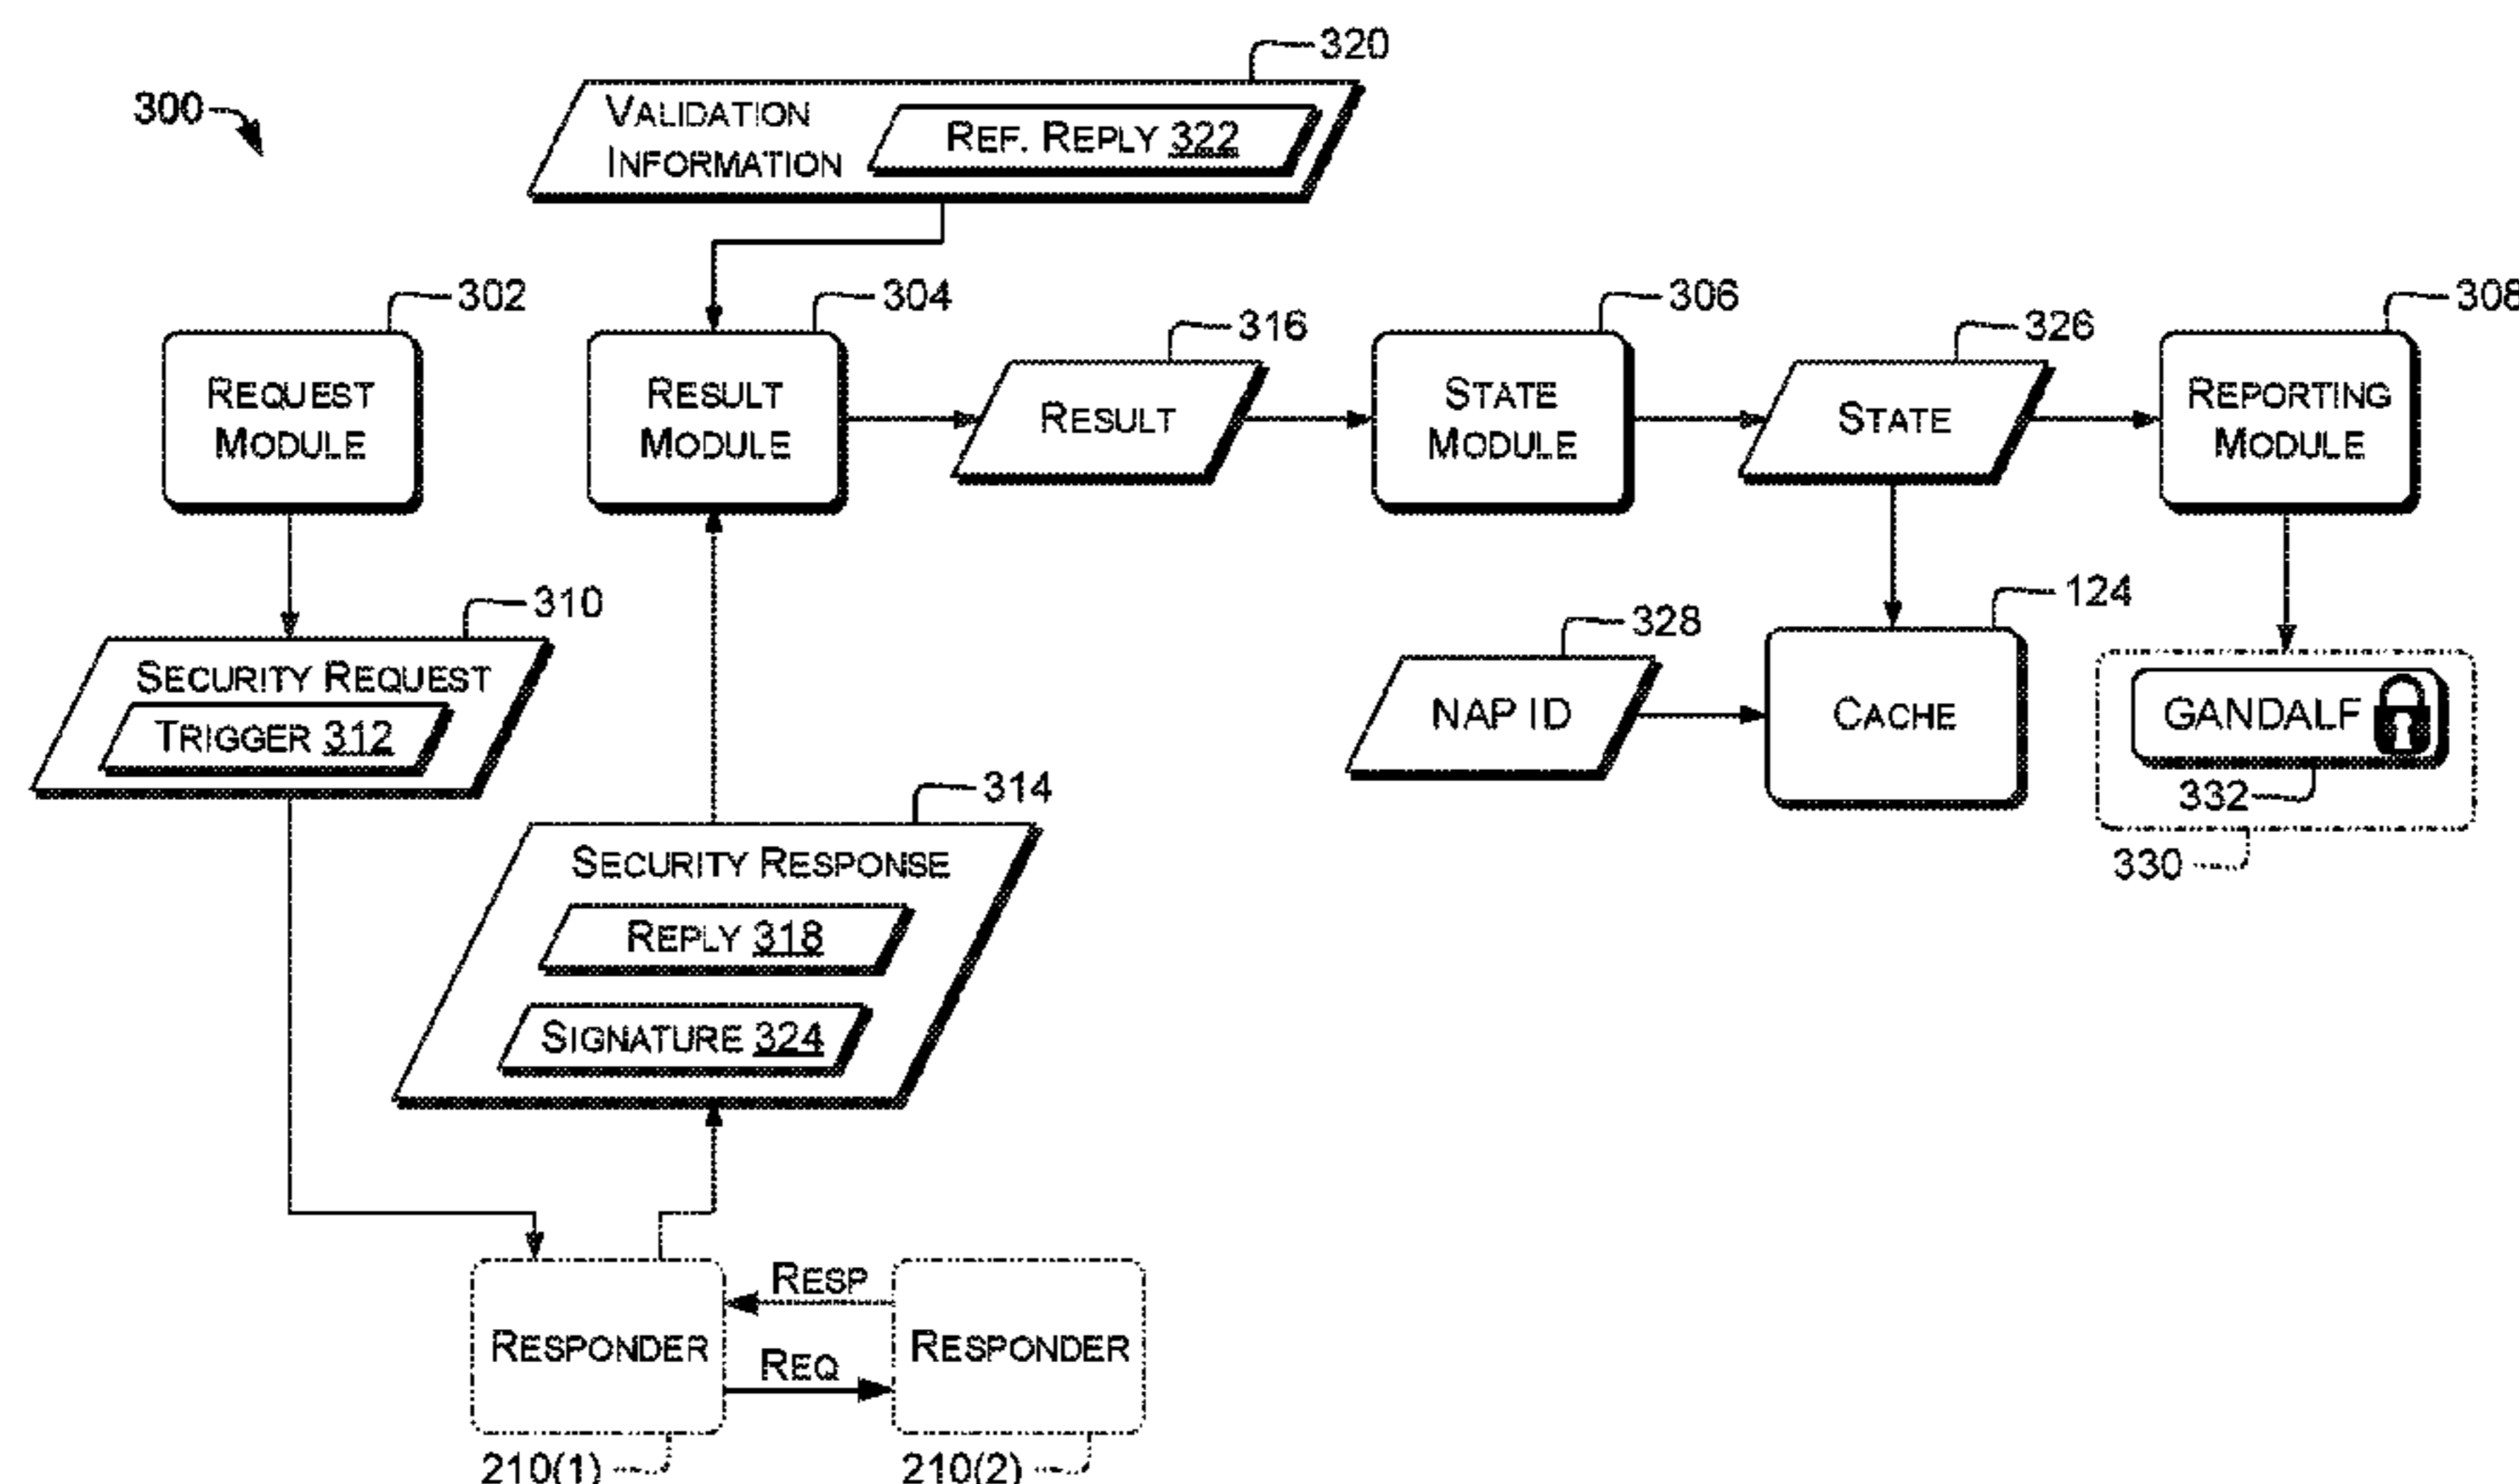 320
300
VALIDATION
INFORMATION
REF. REPLY 322
302
304
306
308
316
326
REQUEST
MODULE
RESULT
MODULE
RESULT
STATE
MODULE
STATE
REPORTING
MODULE
310
328
124
SECURITY REQUEST
TRIGGER 312
NAP ID
CACHE
GANDALF
332
330
314
SECURITY RESPONSE
REPLY 318
SIGNATURE 324
RESP
RESPONDER
REQ
RESPONDER
210(1)
210(2)